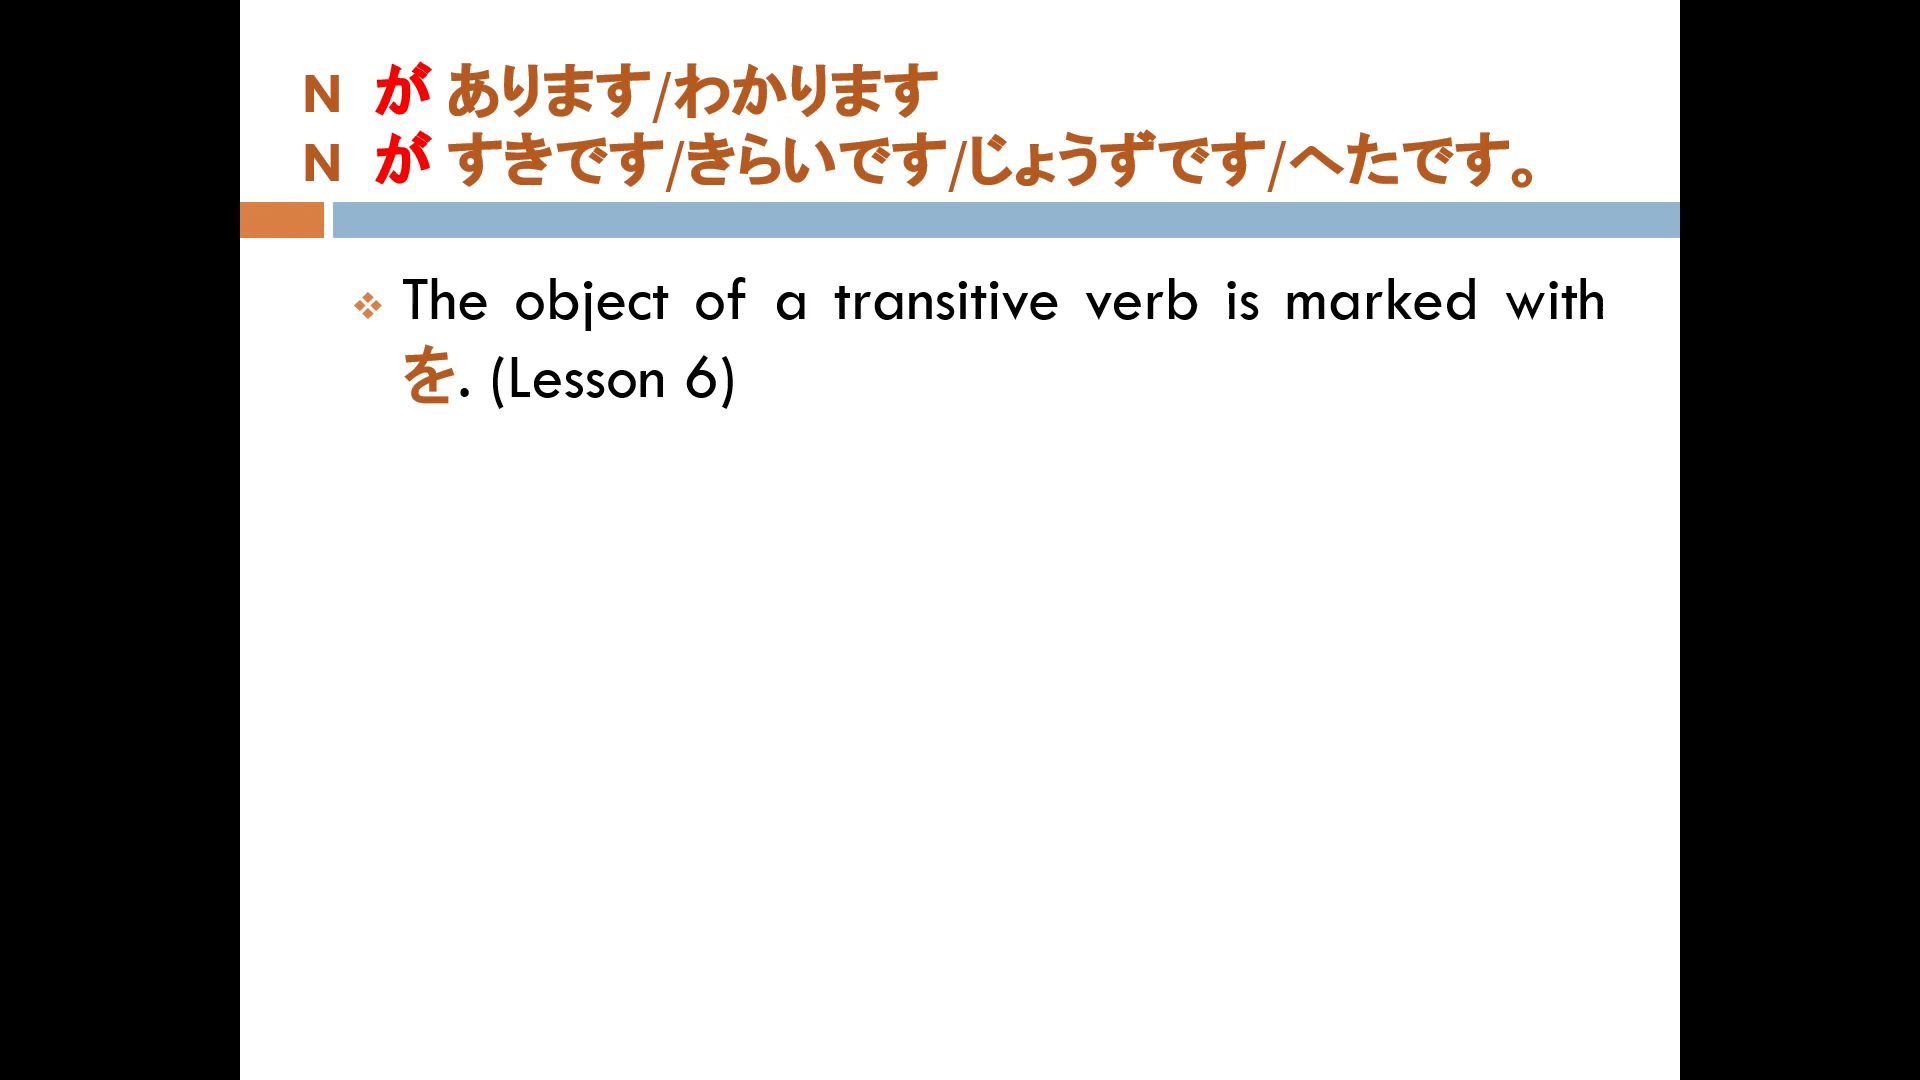 N が あります/わかります
N が すきです/きらいです/じょうずです/へたです。
The object of a transitive verb is marked with
を. (Lesson 6)